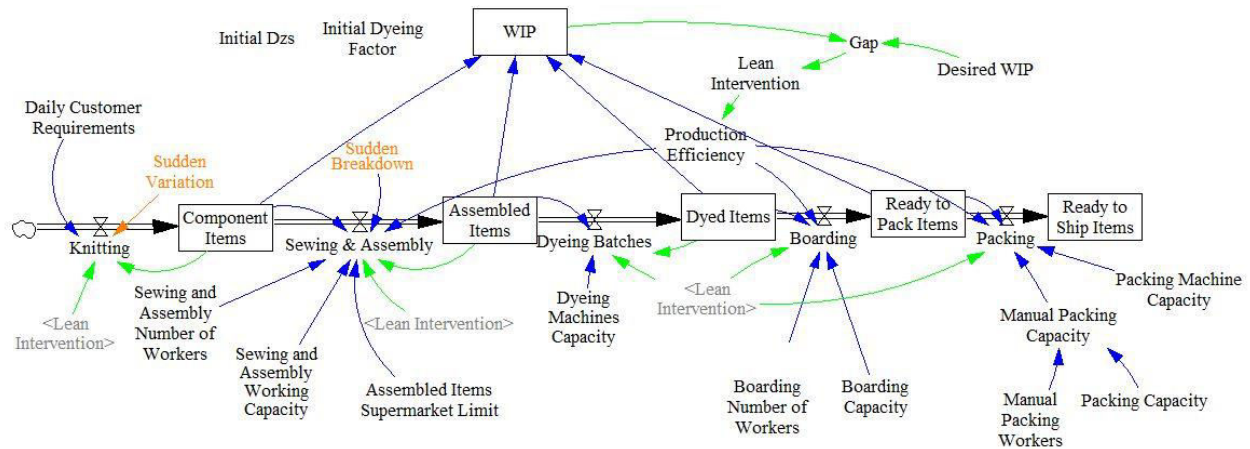 Initial Dzs
Initial Dyeing
Factor
WIP
Gap
Desired WIP
Lean
Intervention
Daily Customer
Requirements
Sudden
Variation
Sudden
Breakdown
Production
Efficiency
Component
Items
Assembled
Items
Dyed Items
Ready to
Pack Items
Ready to
Ship Items
Knitting
Sewing & Assembly
Dyeing Batches
Boarding
Packing
<Lean
Intervention>
Sewing and
Assembly
Number of
Workers
Sewing and
Assembly
Working
Capacity
<Lean Intervention>
Assembled Items
Supermarket Limit
Dyeing
Machines
Capacity
<Lean
Intervention>
Boarding
Number of
Workers
Boarding
Capacity
Packing Machine
Capacity
Manual Packing
Capacity
Manual
Packing
Workers
Packing Capacity